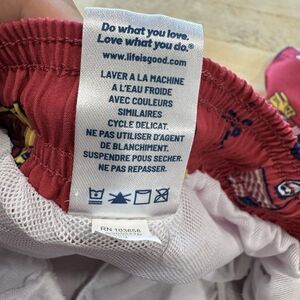 Do what you love.
Love what you do.®
www.lifeisgood.com
LAVER A LA MACHINE
A L'EAU FROIDE
AVEC COULEURS
SIMILAIRES
CYCLE DELICAT.
NE PAS UTILISER D'AGENT
DE BLANCHIMENT.
SUSPENDRE POUR SECHER.
NE PAS REPASSER.
RN 103656